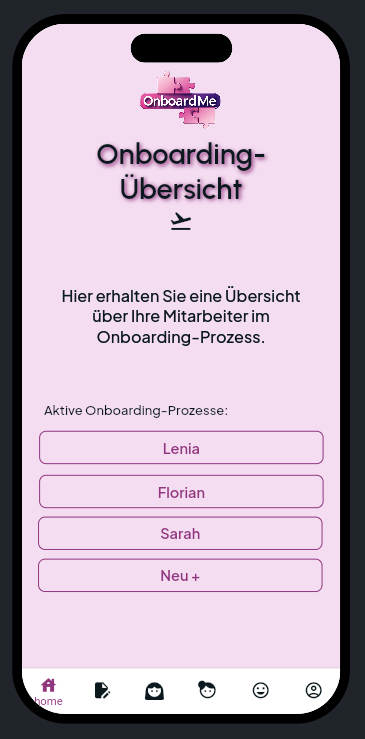 OnboardMe
Onboarding-
Übersicht
Hier erhalten Sie eine Übersicht
über Ihre Mitarbeiter im
Onboarding-Prozess.
Aktive Onboarding-Prozesse:
Lenia
Florian
Sarah
Neu +
home